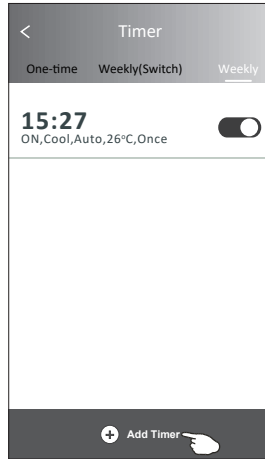 Timer
One-time Weekly(Switch) Weekly
15:27
ON,Cool,Auto,26°C,Once
Add Timer